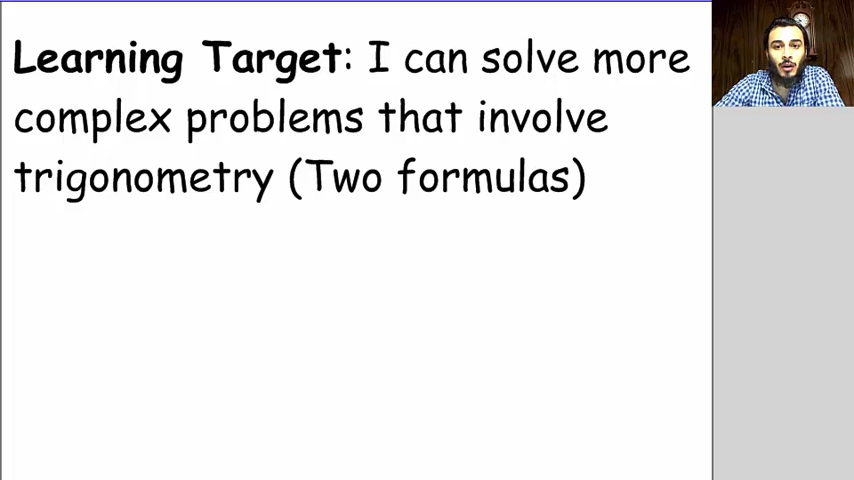 Learning Target: I can solve more
complex problems that involve
trigonometry (Two formulas)